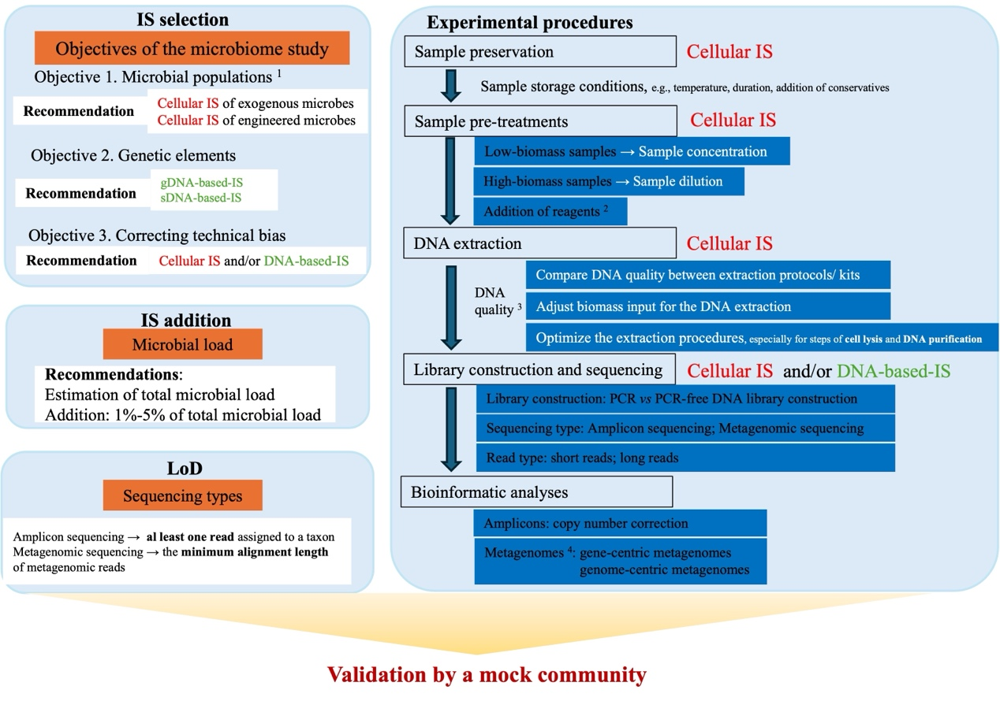 IS selection
Objectives of the microbiome study
Objective 1. Microbial populations 1
Recommendation
Cellular IS of exogenous microbes
Cellular IS of engineered microbes
Objective 2. Genetic elements
Recommendation
gDNA-based-IS
sDNA-based-IS
Objective 3. Correcting technical bias
Recommendation
Cellular IS and/or DNA-based-IS
IS addition
Microbial load
Recommendations:
Estimation of total microbial load
Addition: 1%-5% of total microbial load
LoD
Sequencing types
Amplicon sequencing → al least one read assigned to a taxon
Metagenomic sequencing → the minimum alignment length
of metagenomic reads
Experimental procedures
Sample preservation
Cellular IS
Sample storage conditions, e.g., temperature, duration, addition of conservatives
Sample pre-treatments
Cellular IS
Low-biomass samples → Sample concentration
High-biomass samples → Sample dilution
Addition of reagents 2
DNA extraction
Cellular IS
DNA
quality 3
Compare DNA quality between extraction protocols/ kits
Adjust biomass input for the DNA extraction
Optimize the extraction procedures, especially for steps of cell lysis and DNA purification
Library construction and sequencing
Cellular IS and/or DNA-based-IS
Library construction: PCR vs PCR-free DNA library construction
Sequencing type: Amplicon sequencing; Metagenomic sequencing
Read type: short reads; long reads
Bioinformatic analyses
Amplicons: copy number correction
Metagenomes 4: gene-centric metagenomes
genome-centric metagenomes
Validation by a mock community